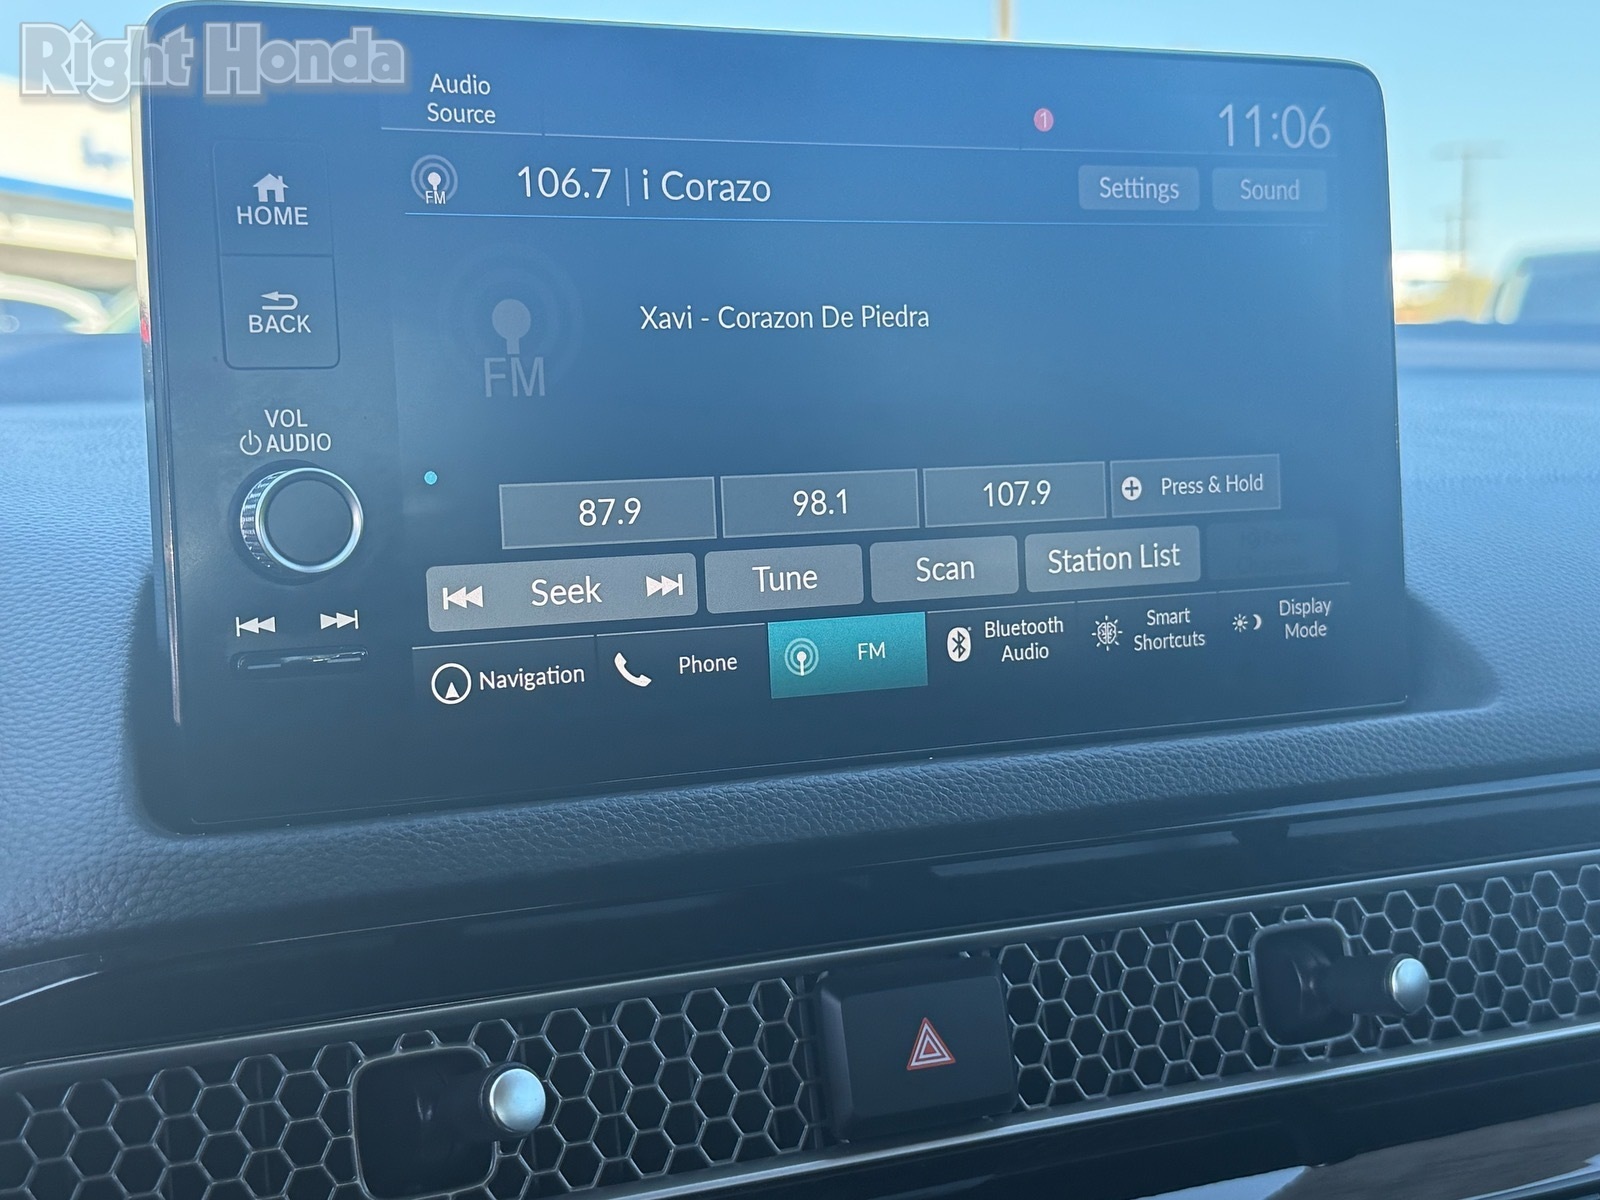 Right Honda
Audio
Source
1
11:06
HOME
FM
106.7 | i Corazo
Settings
Sound
BACK
FM
Xavi - Corazon De Piedra
VOL
AUDIO
87.9
98.1
107.9
Press & Hold
Seek
Tune
Scan
Station List
Navigation
Phone
FM
Bluetooth
Audio
Smart
Shortcuts
Display
Mode